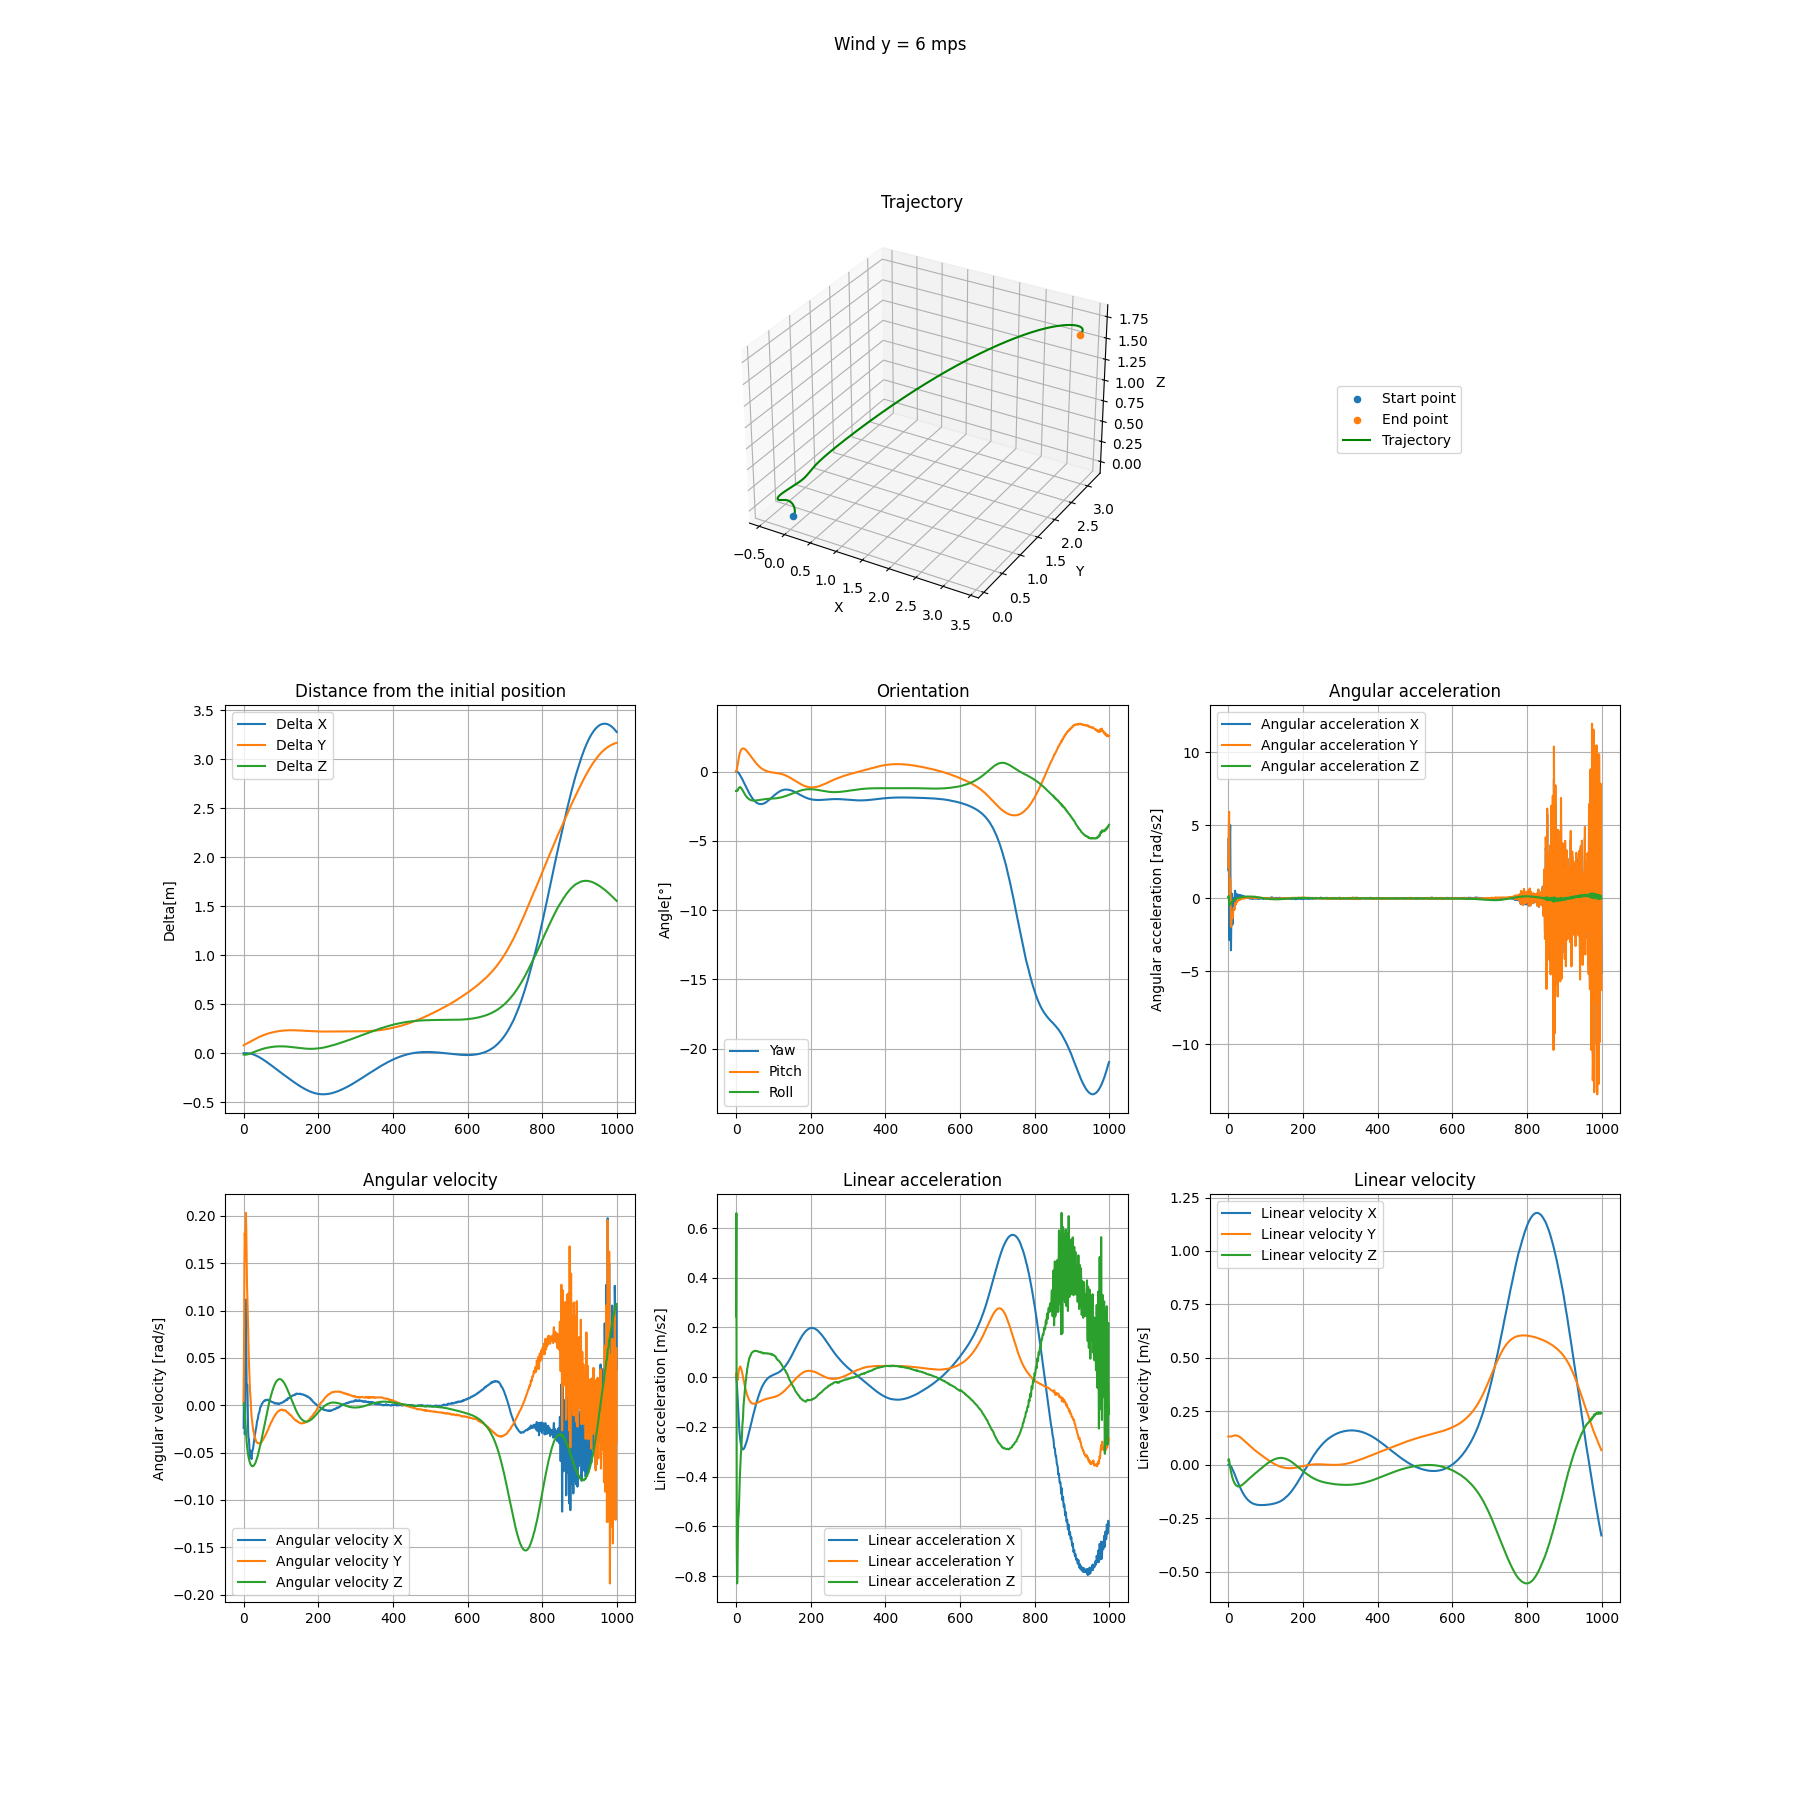 Wind y = 6 mps
Trajectory
1.75
1.50
1.25
1.00
0.75
0.50
0.25
0.00
Z
3.0
2.5
2.0
1.5
1.0
0.5
0.0
Y
−0.5
0.0
0.5
1.0
1.5
2.0
2.5
3.0
3.5
X
Start point
End point
Trajectory
Distance from the initial position
Delta X
Delta Y
Delta Z
3.5
3.0
2.5
2.0
1.5
1.0
0.5
0.0
−0.5
Delta[m]
0 200 400 600 800 1000
Orientation
0
−5
−10
−15
−20
Angle[°]
Yaw
Pitch
Roll
0 200 400 600 800 1000
Angular acceleration
Angular acceleration X
Angular acceleration Y
Angular acceleration Z
10
5
0
−5
−10
Angular acceleration [rad/s2]
0 200 400 600 800 1000
Angular velocity
0.20
0.15
0.10
0.05
0.00
−0.05
−0.10
−0.15
−0.20
Angular velocity [rad/s]
Angular velocity X
Angular velocity Y
Angular velocity Z
0 200 400 600 800 1000
Linear acceleration
0.6
0.4
0.2
0.0
−0.2
−0.4
−0.6
−0.8
Linear acceleration [m/s2]
Linear acceleration X
Linear acceleration Y
Linear acceleration Z
0 200 400 600 800 1000
Linear velocity
Linear velocity X
Linear velocity Y
Linear velocity Z
1.25
1.00
0.75
0.50
0.25
0.00
−0.25
−0.50
Linear velocity [m/s]
0 200 400 600 800 1000